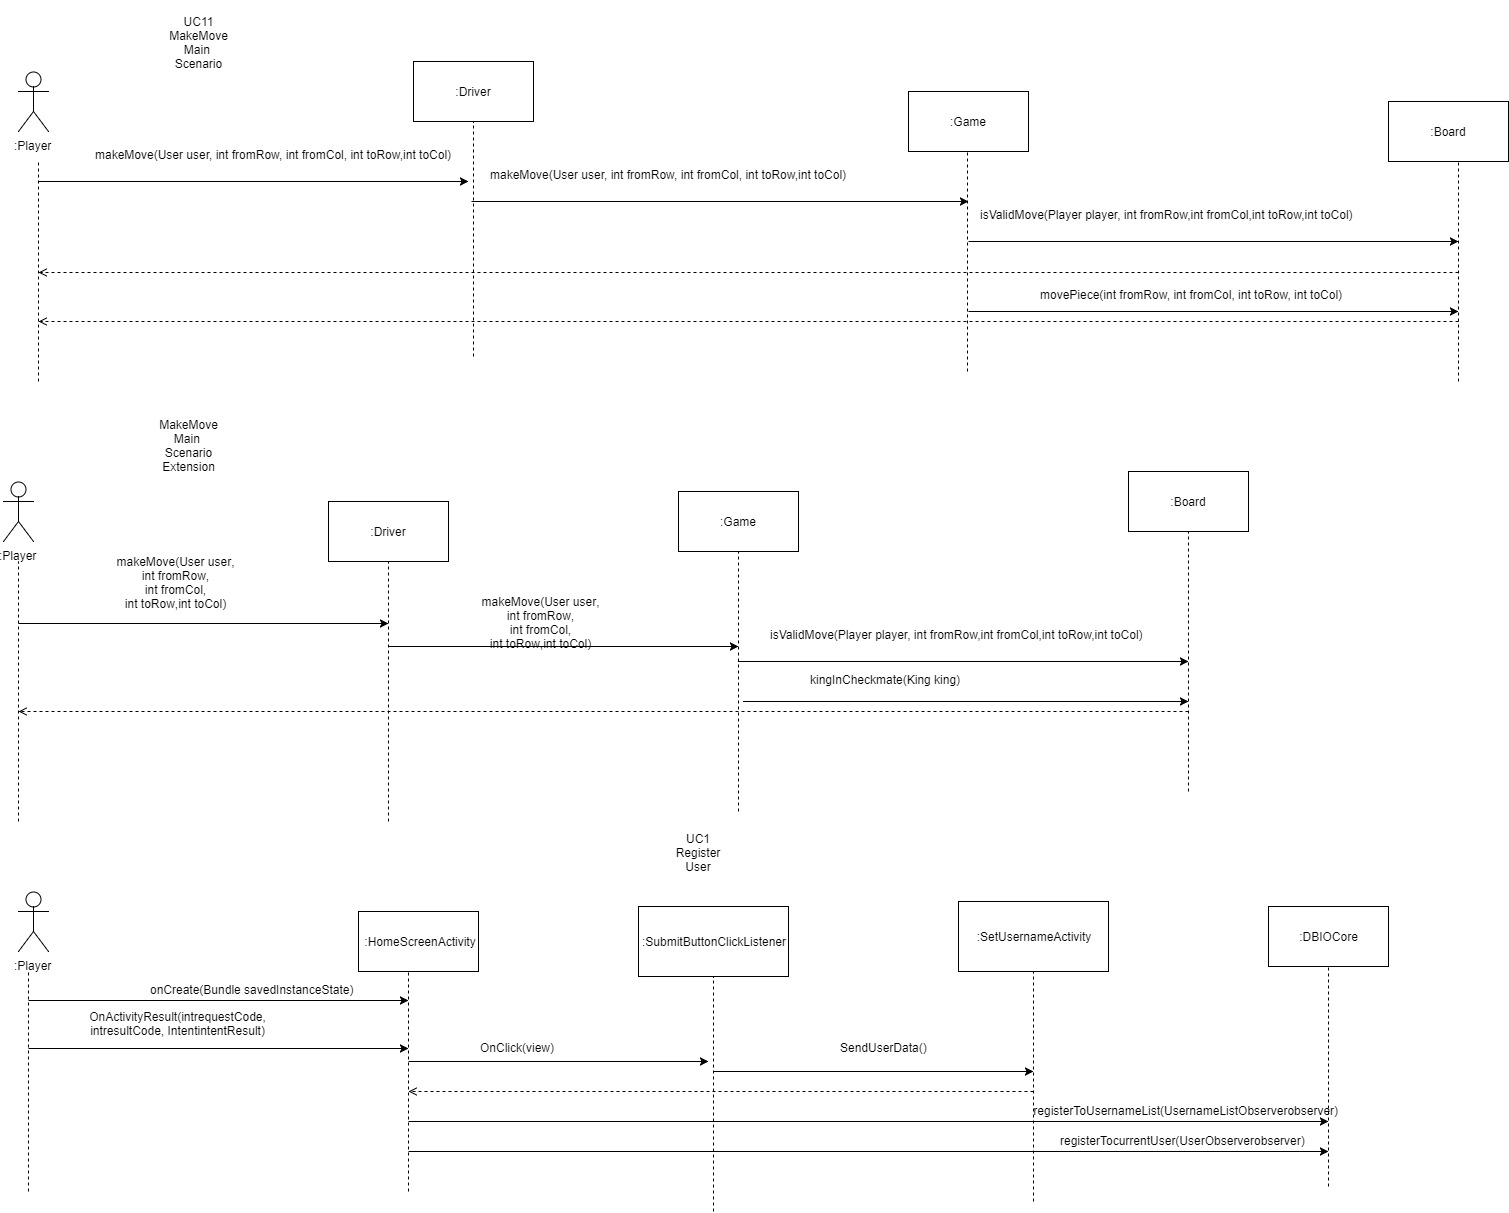 UC11
MakeMove
Main
Scenario
:Driver
:Game
:Board
:Player
makeMove(User user, int fromRow, int fromCol, int toRow,int toCol)
makeMove(User user, int fromRow, int fromCol, int toRow,int toCol)
isValidMove(Player player, int fromRow,int fromCol,int toRow,int toCol)
movePiece(int fromRow, int fromCol, int toRow, int toCol)
MakeMove
Main
Scenario
Extension
:Board
:Game
:Driver
:Player
makeMove(User user,
int fromRow,
int fromCol,
int toRow,int toCol)
makeMove(User user,
int fromRow,
int fromCol,
int toRow,int toCol)
isValidMove(Player player, int fromRow,int fromCol,int toRow,int toCol)
kingInCheckmate(King king)
UC1
Register
User
:HomeScreenActivity
:SubmitButtonClickListener
:SetUsernameActivity
:DBIOCore
:Player
onCreate(Bundle savedInstanceState)
OnActivityResult(intrequestCode,
intresultCode, IntentintentResult)
OnClick(view)
SendUserData()
registerToUsernameList(UsernameListObserverobserver)
registerTocurrentUser(UserObserverobserver)